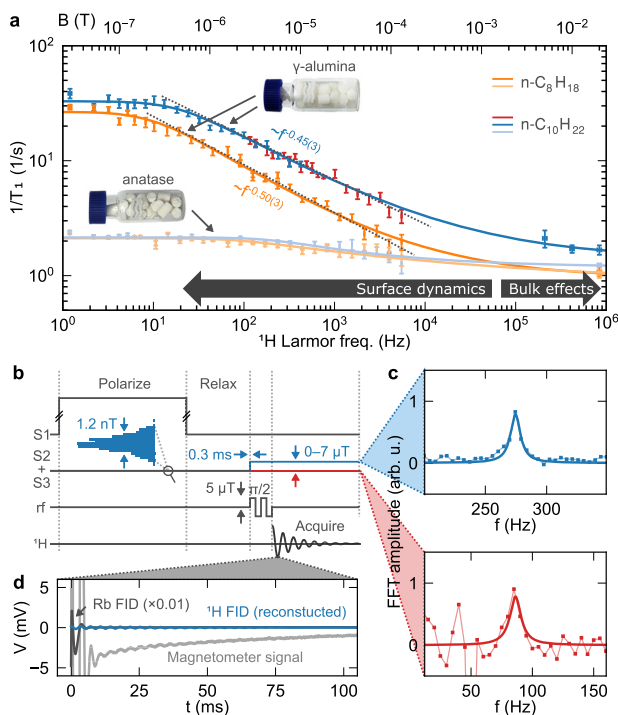 B (T)
10⁻⁷ 10⁻⁶ 10⁻⁵ 10⁻⁴ 10⁻³ 10⁻²
a
10²
10¹
10⁰
1/T₁ (1/s)
γ-alumina
n-C₈H₁₈
n-C₁₀H₂₂
~f⁻⁰·⁴⁵⁽³⁾
~f⁻⁰·⁵⁰⁽³⁾
anatase
Surface dynamics
Bulk effects
10⁰ 10¹ 10² 10³ 10⁴ 10⁵ 10⁶
¹H Larmor freq. (Hz)
b
Polarize
Relax
S1
1.2 nT
S2
+
S3
0.3 ms
0–7 µT
rf
5 µT
π/2
Acquire
¹H
c
FFT amplitude (arb. u.)
1
0
250 300
f (Hz)
1
0
50 100 150
f (Hz)
d
V (mV)
5
0
−5
Rb FID (×0.01)
¹H FID (reconstucted)
Magnetometer signal
0 20 40 60 80 100
t (ms)